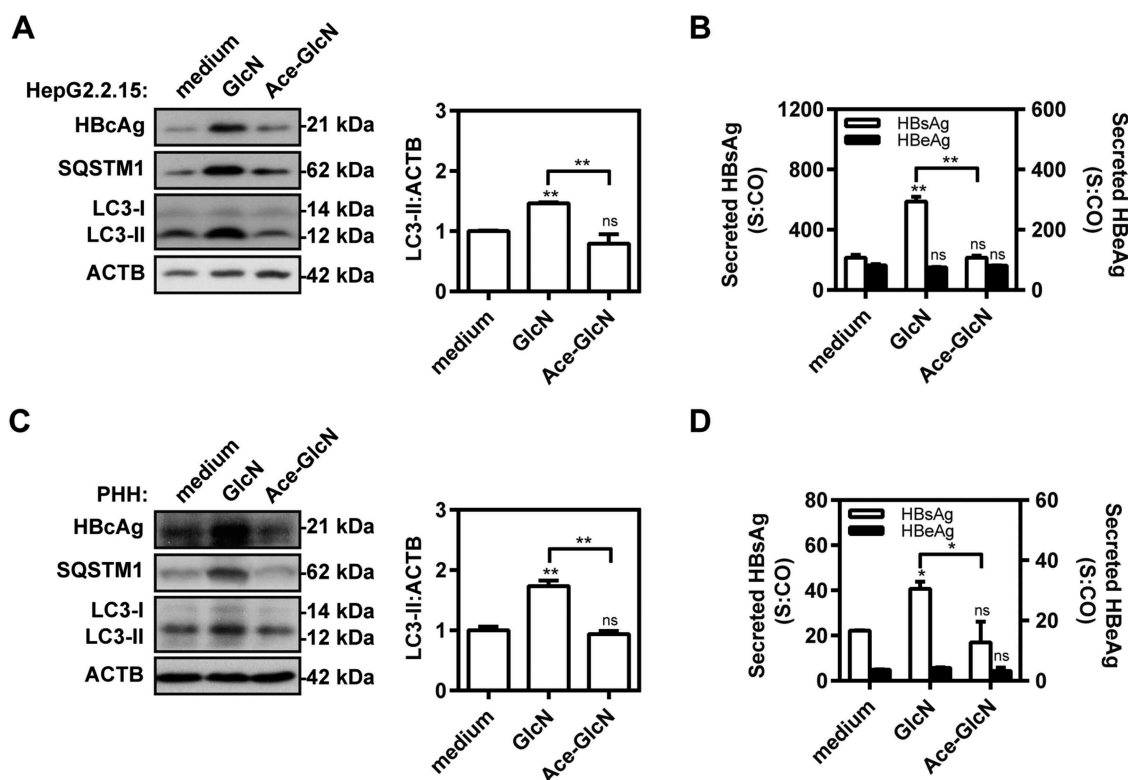 A
HepG2.2.15:
medium
GlcN
Ace-GlcN
HBcAg
-21 kDa
SQSTM1
-62 kDa
LC3-I
-14 kDa
LC3-II
-12 kDa
ACTB
-42 kDa
LC3-II:ACTB
3
2
1
0
**
**
ns
medium
GlcN
Ace-GlcN
B
Secreted HBsAg
(S:CO)
1200
800
400
0
HBsAg
HBeAg
**
**
ns
ns
ns
600
400
200
0
Secreted HBeAg
(S:CO)
medium
GlcN
Ace-GlcN
C
PHH:
medium
GlcN
Ace-GlcN
HBcAg
-21 kDa
SQSTM1
-62 kDa
LC3-I
-14 kDa
LC3-II
-12 kDa
ACTB
-42 kDa
LC3-II:ACTB
3
2
1
0
**
**
ns
medium
GlcN
Ace-GlcN
D
Secreted HBsAg
(S:CO)
80
60
40
20
0
HBsAg
HBeAg
*
*
ns
ns
60
40
20
0
Secreted HBeAg
(S:CO)
medium
GlcN
Ace-GlcN